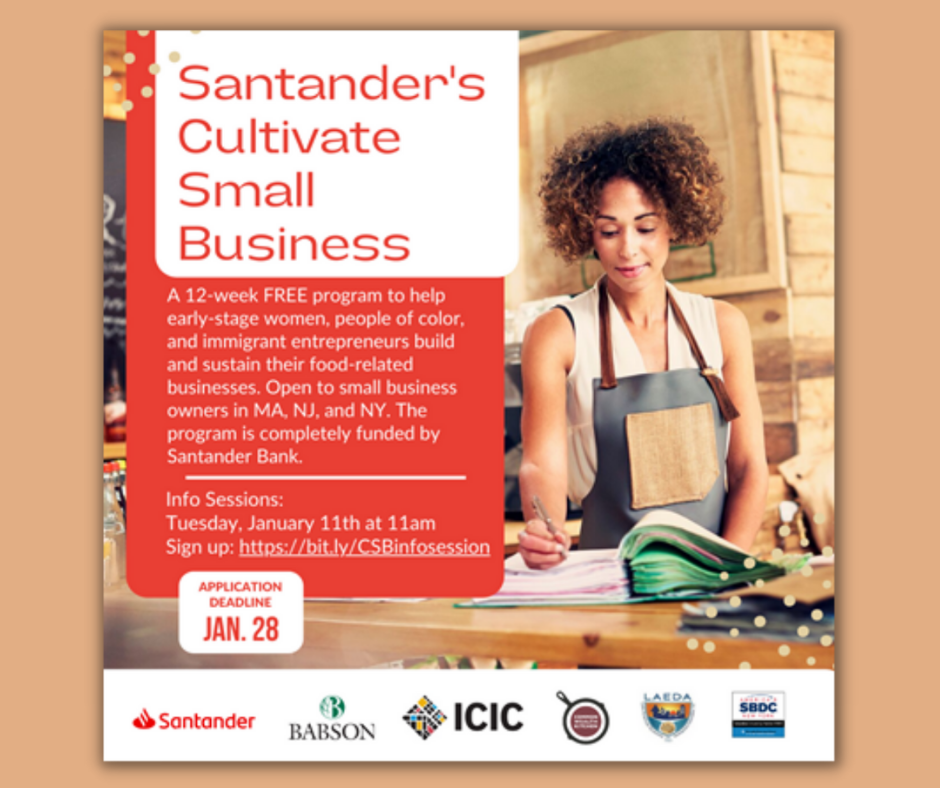 Santander's
Cultivate
Small
Business
A 12-week FREE program to help
early-stage women, people of color,
and immigrant entrepreneurs build
and sustain their food-related
businesses. Open to small business
owners in MA, NJ, and NY. The
program is completely funded by
Santander Bank.
Info Sessions:
Tuesday, January 11th at 11am
Sign up: https://bit.ly/CSBinfosession
APPLICATION
DEADLINE
JAN. 28
Santander
BABSON
ICIC
LAEDA
AMERICA'S
SBDC
NEW YORK